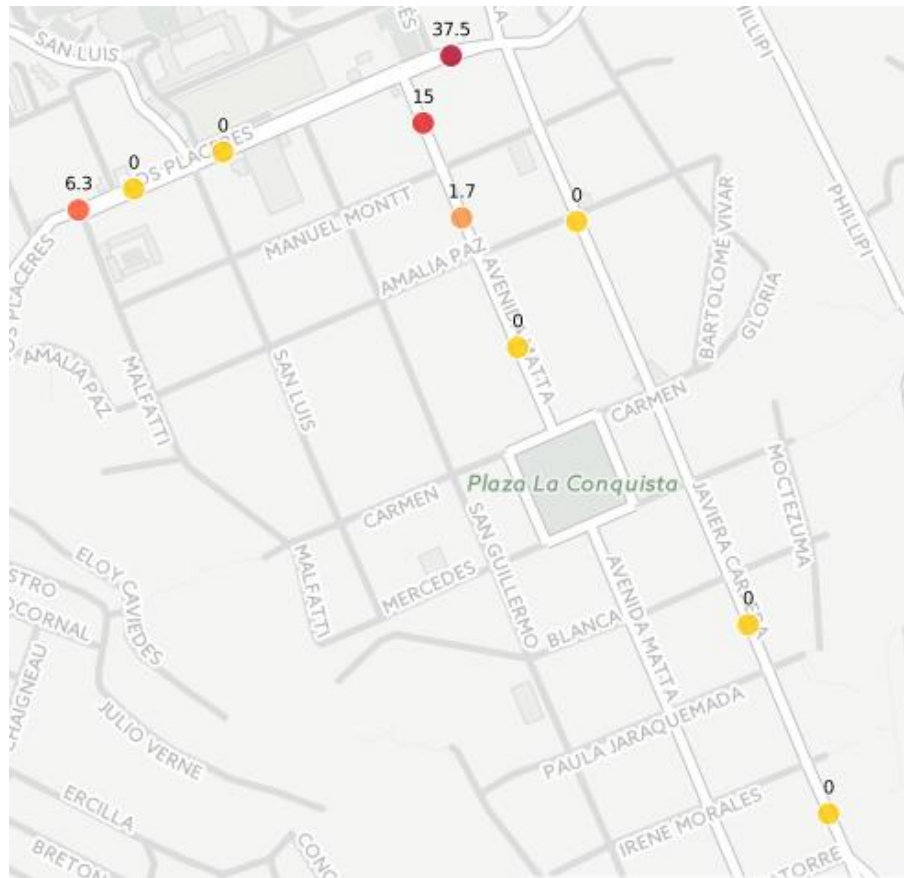 ÉS
RA
37.5
SAN LUIS
PHILLIPI
15
0
OS PLACERES
0
6.3
1.7
0
MANUEL MONTT
BARTOLOMÉ VIVAR
PHILLIPI
AMALIA PAZ
OS PLACERES
AVENIDA MATTA
GLORIA
0
AMALIA PAZ
MALFATTI
SAN LUIS
CARMEN
Plaza La Conquista
CARMEN
MOCTEZUMA
JAVIERA CARRERA
SAN GUILLERMO
ELOY CAVIEDES
MALFATTI
MERCEDES
AVENIDA MATTA
STRO
OCORNAL
BLANCA
0
CHAIGNEAU
JULIO VERNE
PAULA JARAQUEMADA
0
ERCILLA
IRENE MORALES
BRETON
CONC
ATORRE